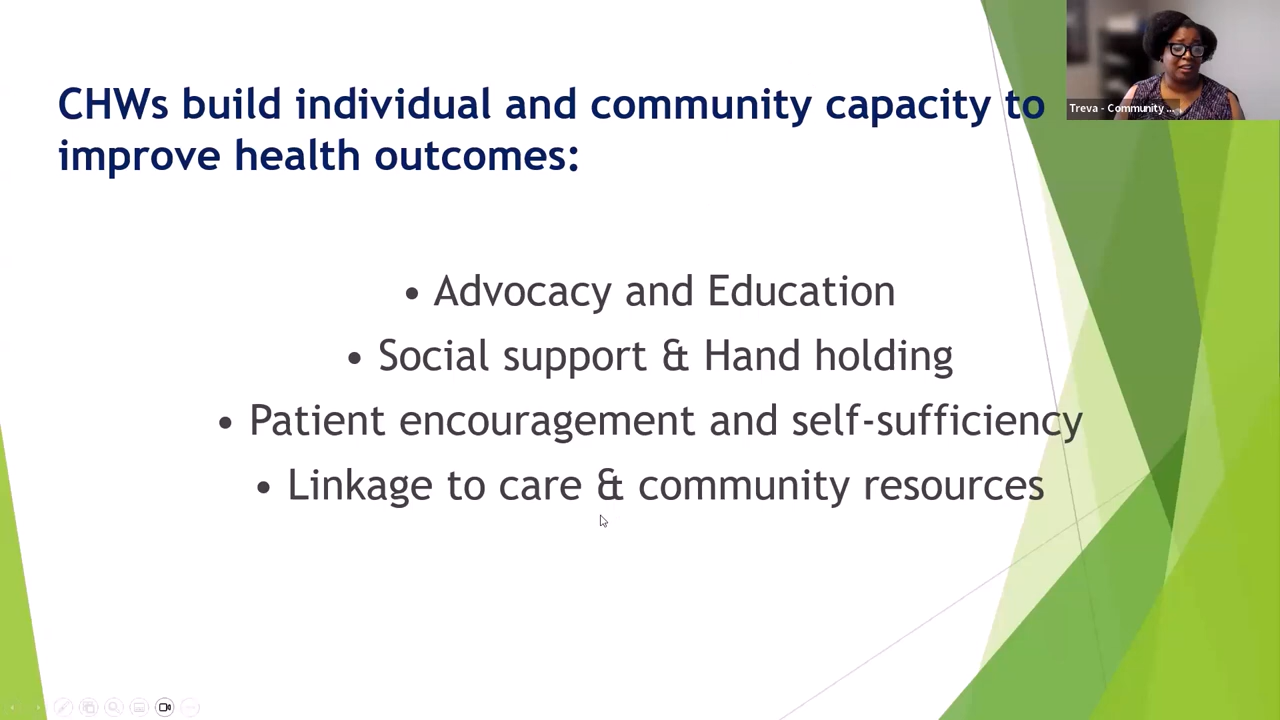 CHWs build individual and community capacity to
improve health outcomes:
Treva - Community ...
• Advocacy and Education
• Social support & Hand holding
• Patient encouragement and self-sufficiency
• Linkage to care & community resources